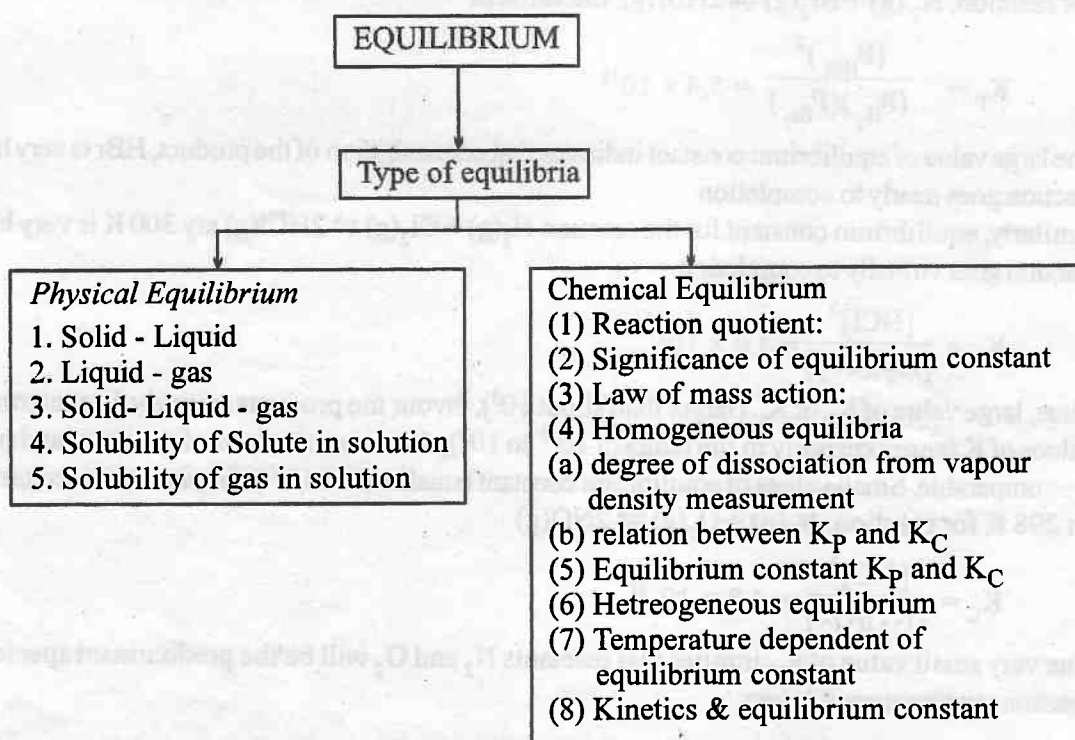 EQUILIBRIUM
Type of equilibria
Physical Equilibrium
1. Solid - Liquid
2. Liquid - gas
3. Solid- Liquid - gas
4. Solubility of Solute in solution
5. Solubility of gas in solution
Chemical Equilibrium
(1) Reaction quotient:
(2) Significance of equilibrium constant
(3) Law of mass action:
(4) Homogeneous equilibria
(a) degree of dissociation from vapour
density measurement
(b) relation between K_P and K_C
(5) Equilibrium constant K_P and K_C
(6) Hetreogeneous equilibrium
(7) Temperature dependent of
equilibrium constant
(8) Kinetics & equilibrium constant